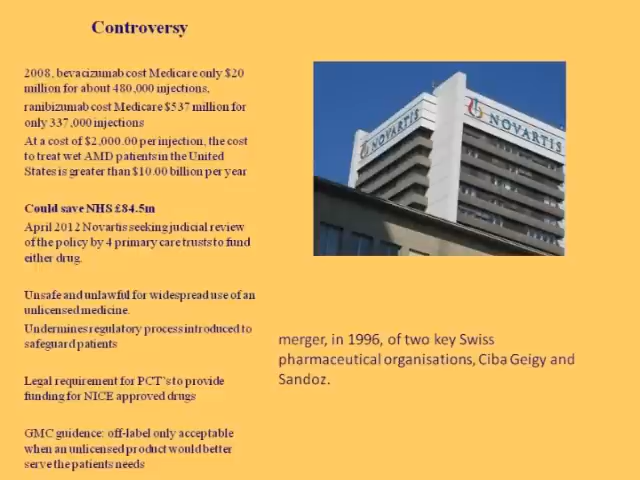 Controversy
2008, bevacizumab cost Medicare only $20
million for about 480,000 injections,
ranibizumab cost Medicare $537 million for
only 337,000 injections
At a cost of $2,000.00 per injection, the cost
to treat wet AMD patients in the United
States is greater than $10.00 billion per year
Could save NHS £84.5m
April 2012 Novartis seeking judicial review
of the policy by 4 primary care trusts to fund
either drug.
Unsafe and unlawful for widespread use of an
unlicensed medicine.
Undermines regulatory process introduced to
safeguard patients
Legal requirement for PCT's to provide
funding for NICE approved drugs
GMC guidence: off-label only acceptable
when an unlicensed product would better
serve the patients needs
NOVARTIS
NOVARTIS
merger, in 1996, of two key Swiss
pharmaceutical organisations, Ciba Geigy and
Sandoz.